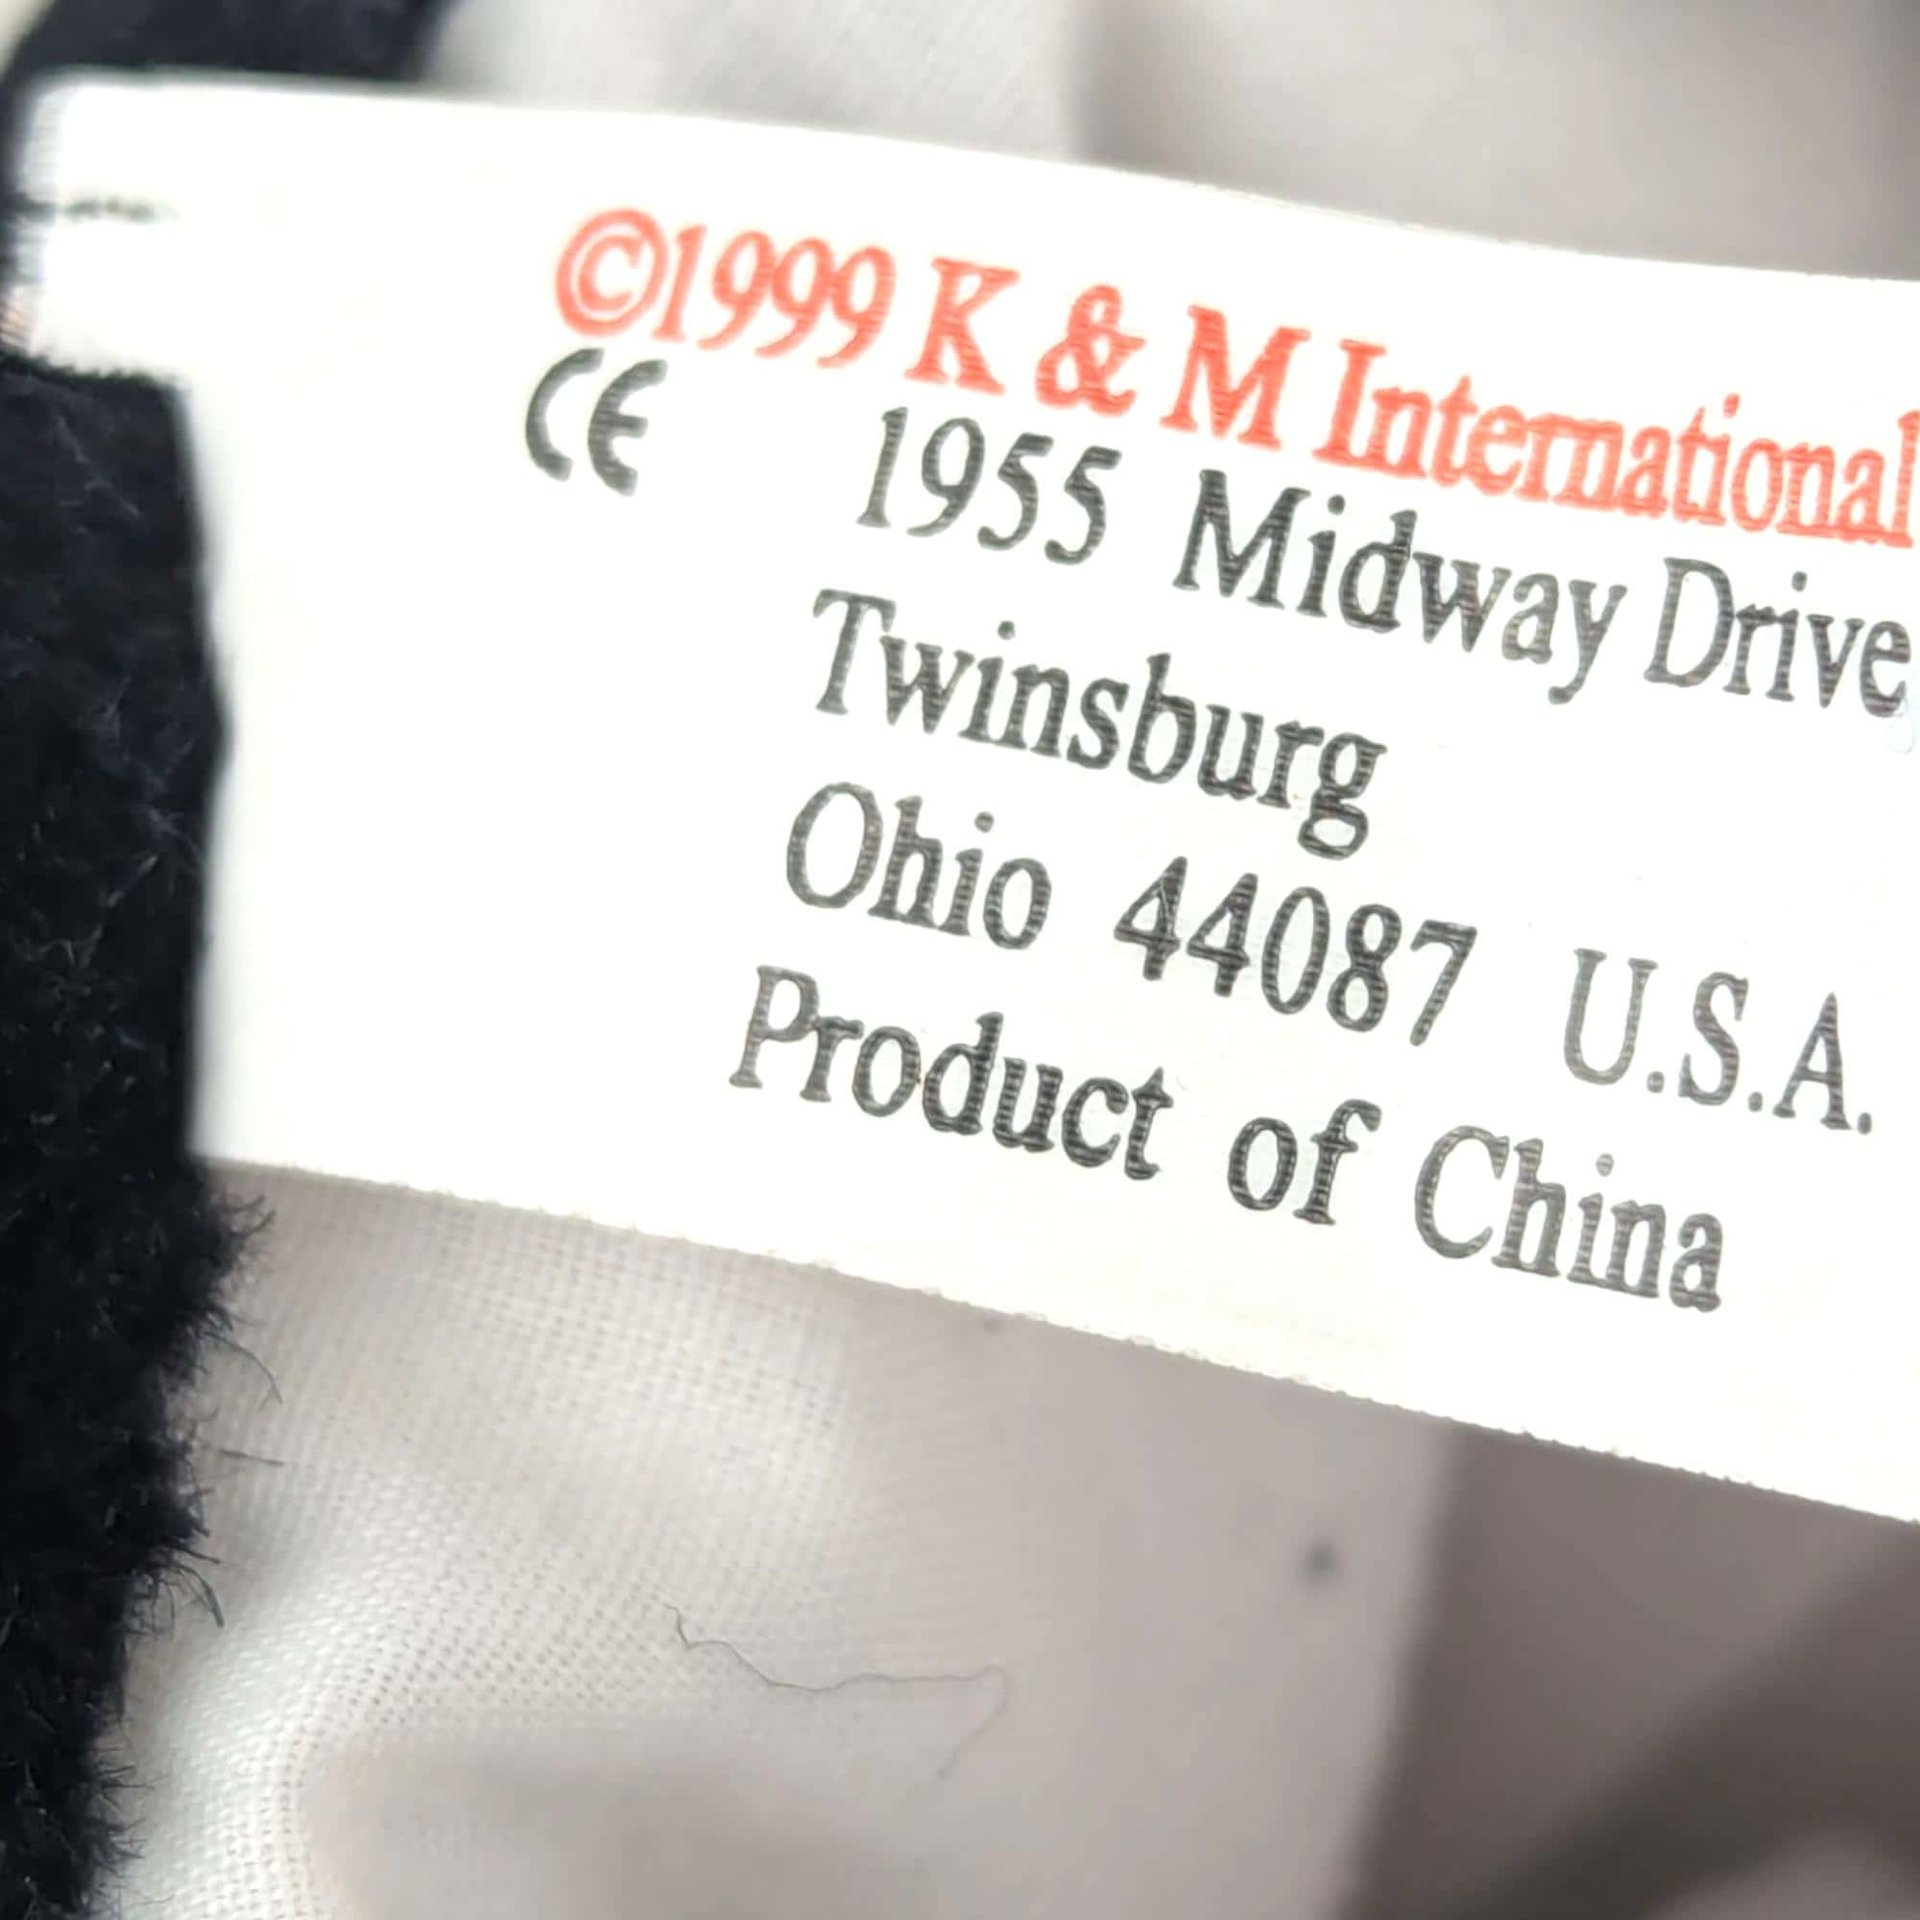 ©1999 K & M International
CE 1955 Midway Drive,
Twinsburg
Ohio 44087 U.S.A.
Product of China